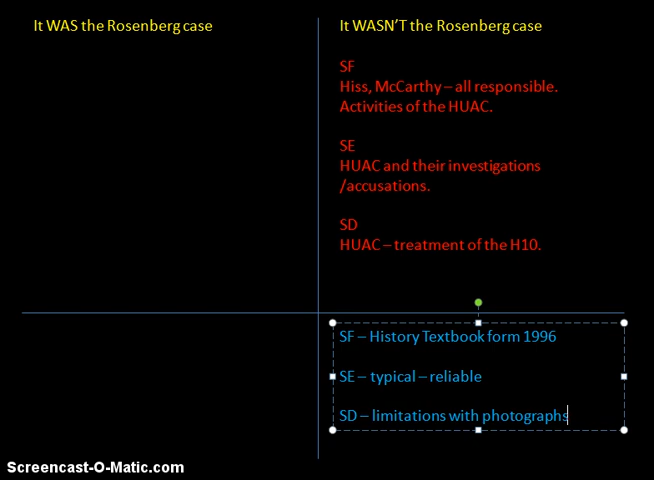 It WAS the Rosenberg case
It WASN'T the Rosenberg case
SF
Hiss, McCarthy – all responsible.
Activities of the HUAC.
SE
HUAC and their investigations
/accusations.
SD
HUAC – treatment of the H10.
SF – History Textbook form 1996
SE – typical – reliable
SD – limitations with photographs
Screencast-O-Matic.com